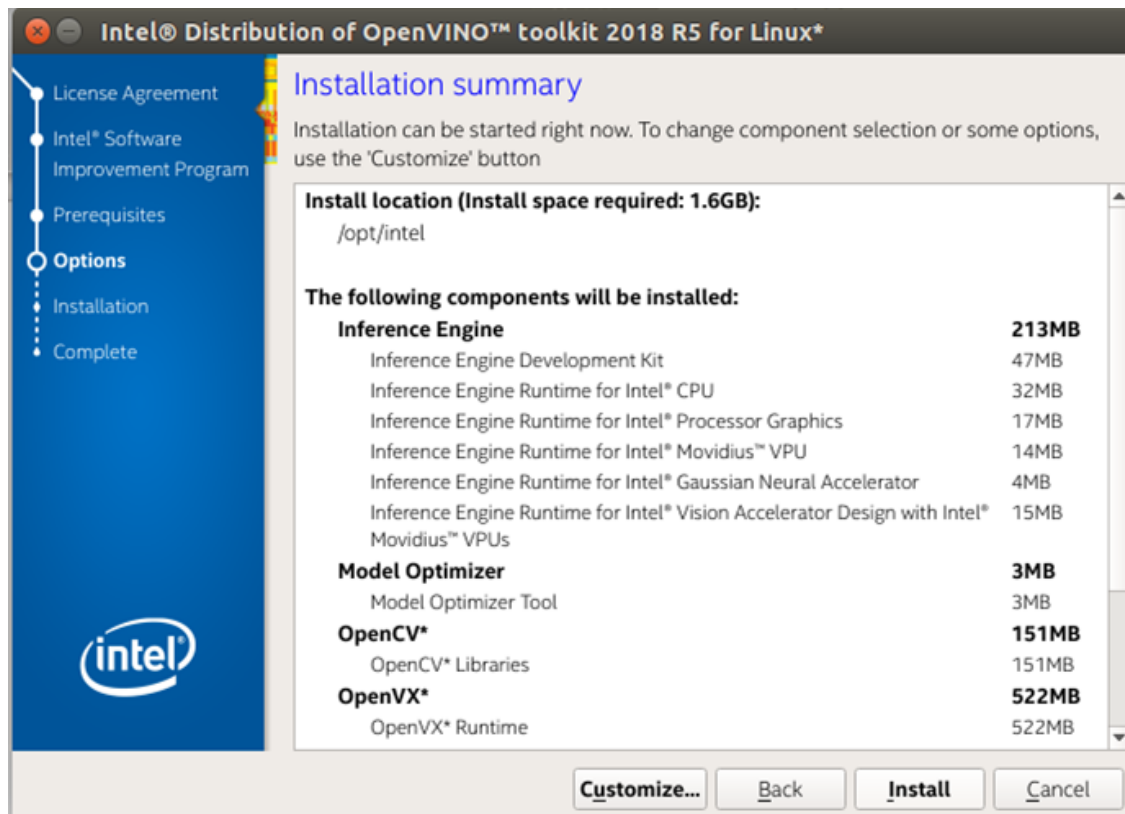 Intel® Distribution of OpenVINO™ toolkit 2018 R5 for Linux*
License Agreement
Intel® Software
Improvement Program
Prerequisites
Options
Installation
Complete
intel®
Installation summary
Installation can be started right now. To change component selection or some options,
use the 'Customize' button
Install location (Install space required: 1.6GB):
/opt/intel
The following components will be installed:
Inference Engine 213MB
Inference Engine Development Kit 47MB
Inference Engine Runtime for Intel® CPU 32MB
Inference Engine Runtime for Intel® Processor Graphics 17MB
Inference Engine Runtime for Intel® Movidius™ VPU 14MB
Inference Engine Runtime for Intel® Gaussian Neural Accelerator 4MB
Inference Engine Runtime for Intel® Vision Accelerator Design with Intel® 15MB
Movidius™ VPUs
Model Optimizer 3MB
Model Optimizer Tool 3MB
OpenCV* 151MB
OpenCV* Libraries 151MB
OpenVX* 522MB
OpenVX* Runtime 522MB
Customize... Back Install Cancel